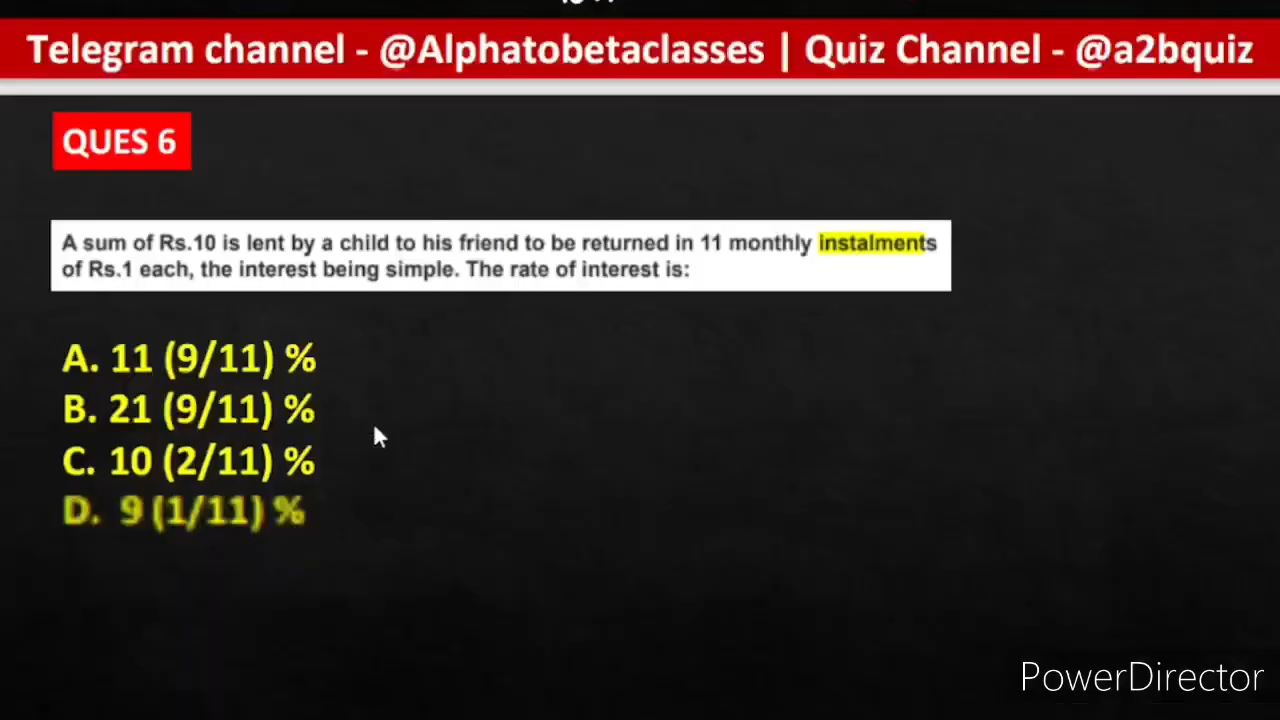 Telegram channel - @Alphatobetaclasses | Quiz Channel - @a2bquiz
QUES 6
A sum of Rs.10 is lent by a child to his friend to be returned in 11 monthly instalments
of Rs.1 each, the interest being simple. The rate of interest is:
A. 11 (9/11) %
B. 21 (9/11) %
C. 10 (2/11) %
D. 9 (1/11) %
PowerDirector